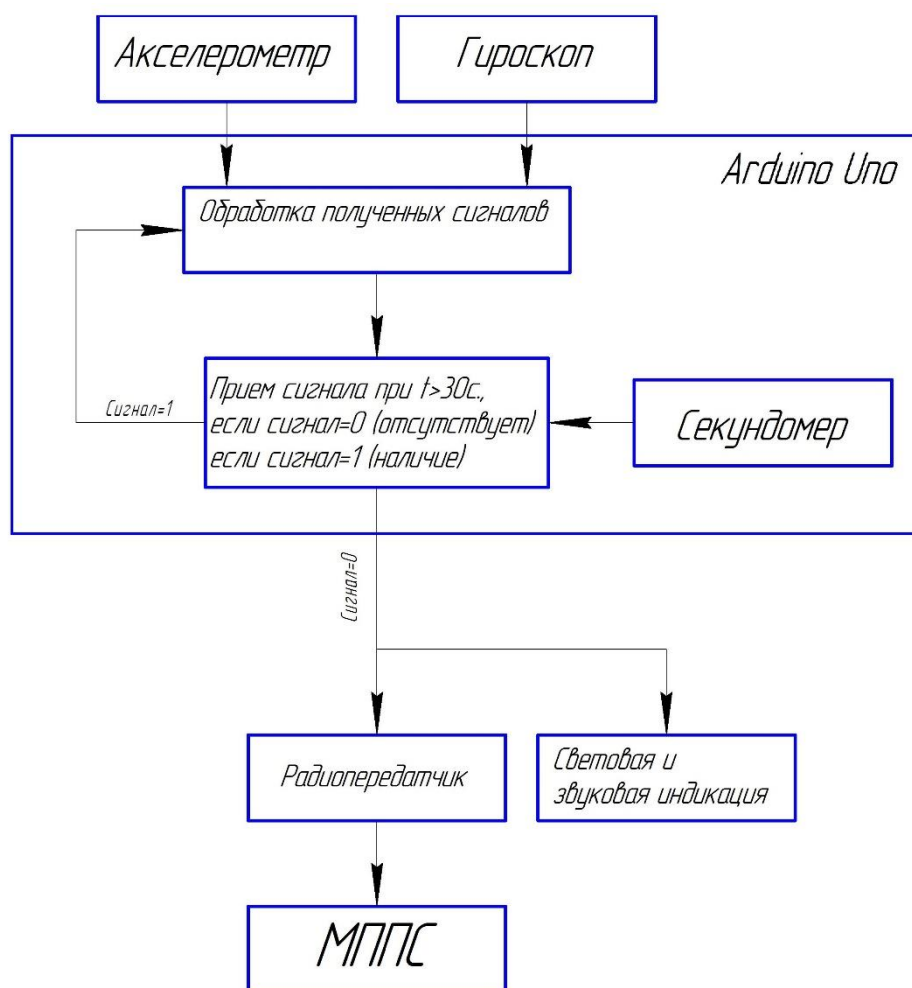 Акселерометр
Гироскоп
Arduino Uno
Обработка полученных сигналов
Сигнал=1
Прием сигнала при t>30с.,
если сигнал=0 (отсутствует)
если сигнал=1 (наличие)
Секундомер
Сигнал=0
Радиопередатчик
Световая и
звуковая индикация
МППС